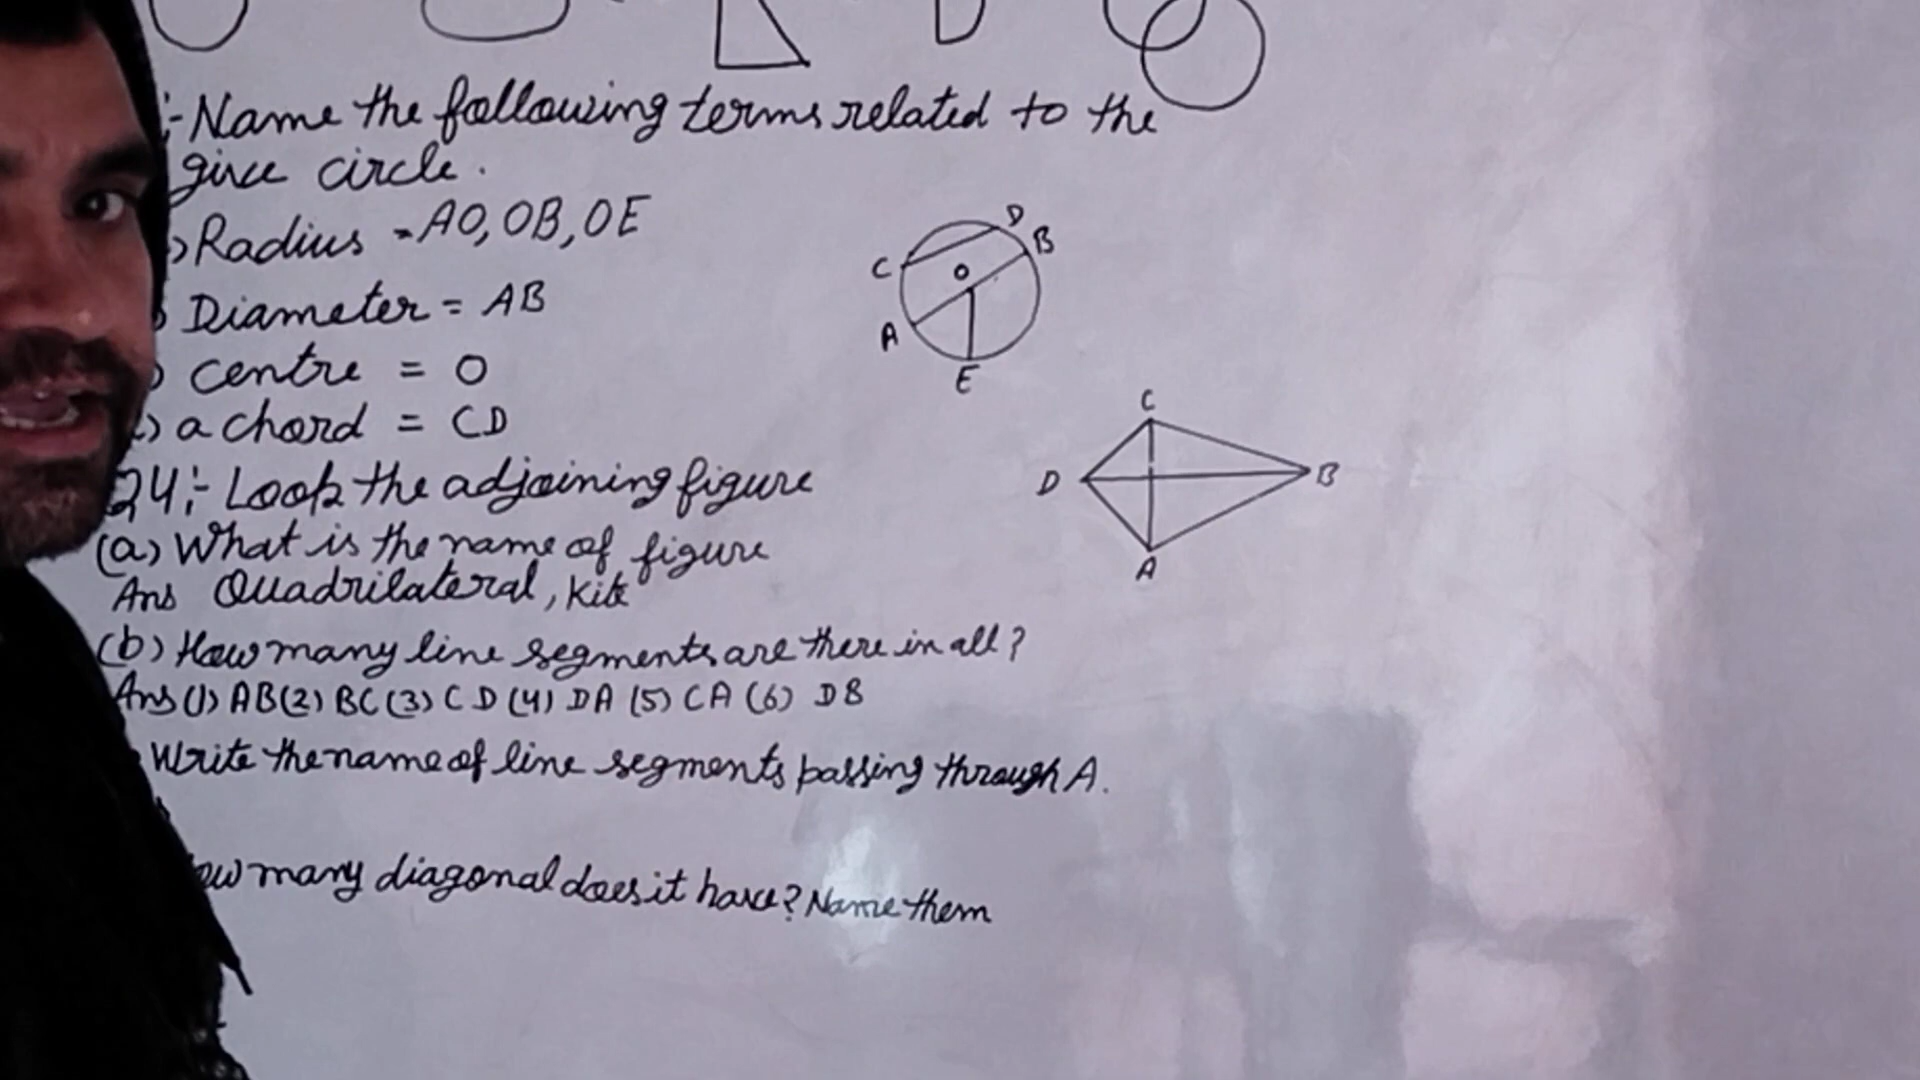 :-Name the following terms related to the
give circle.
) Radius = AO, OB, OE
) Diameter = AB
) centre = O
) a chord = CD
24:- Look the adjoining figure
(a) What is the name of figure
Ans Quadrilateral, Kite
(b) How many line segments are there in all?
Ans (1) AB (2) BC (3) CD (4) DA (5) CA (6) DB
Write the name of line segments passing through A.
ow many diagonal does it have? Name them
D
B
C
O
A
E
C
D
B
A